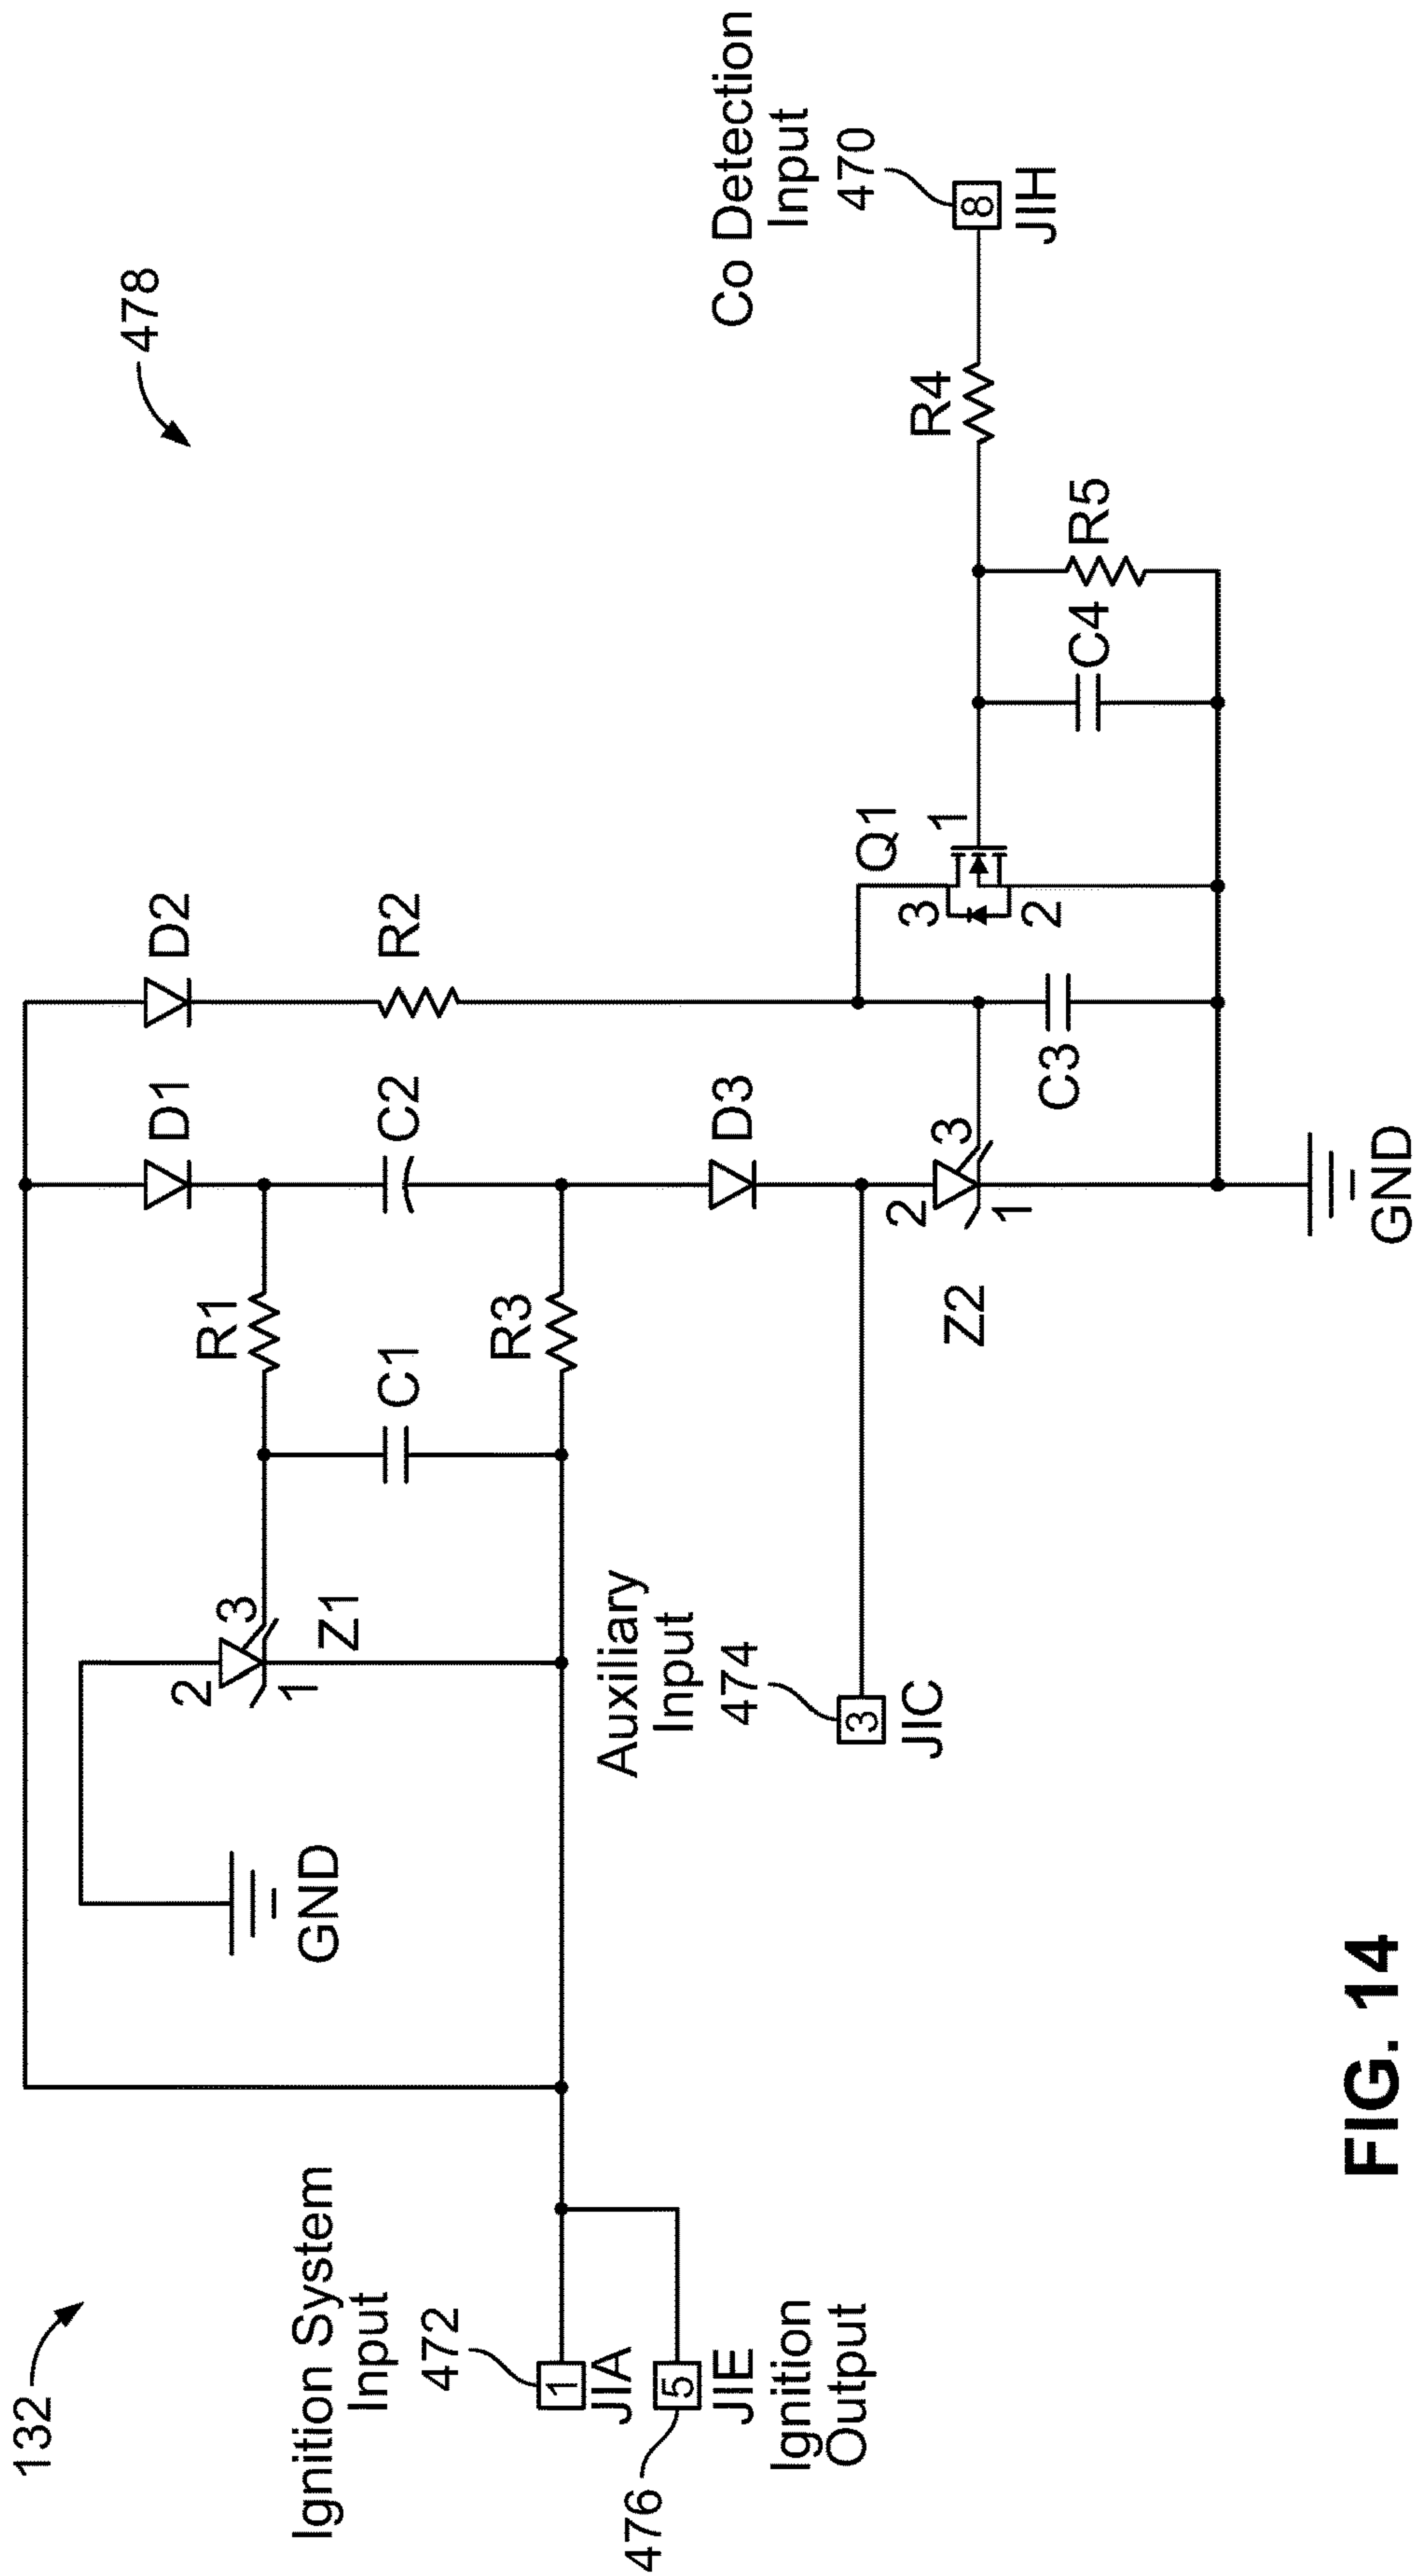 132
478
Ignition System
Input
472
1
JIA
476
5
JIE
Ignition
Output
GND
2
3
1
Z1
C1
R1
R3
D1
C2
D2
R2
Auxiliary
Input
474
3
JIC
D3
2
3
1
Z2
C3
Q1
3
1
2
C4
R5
R4
Co Detection
Input
470
8
JIH
GND
FIG. 14